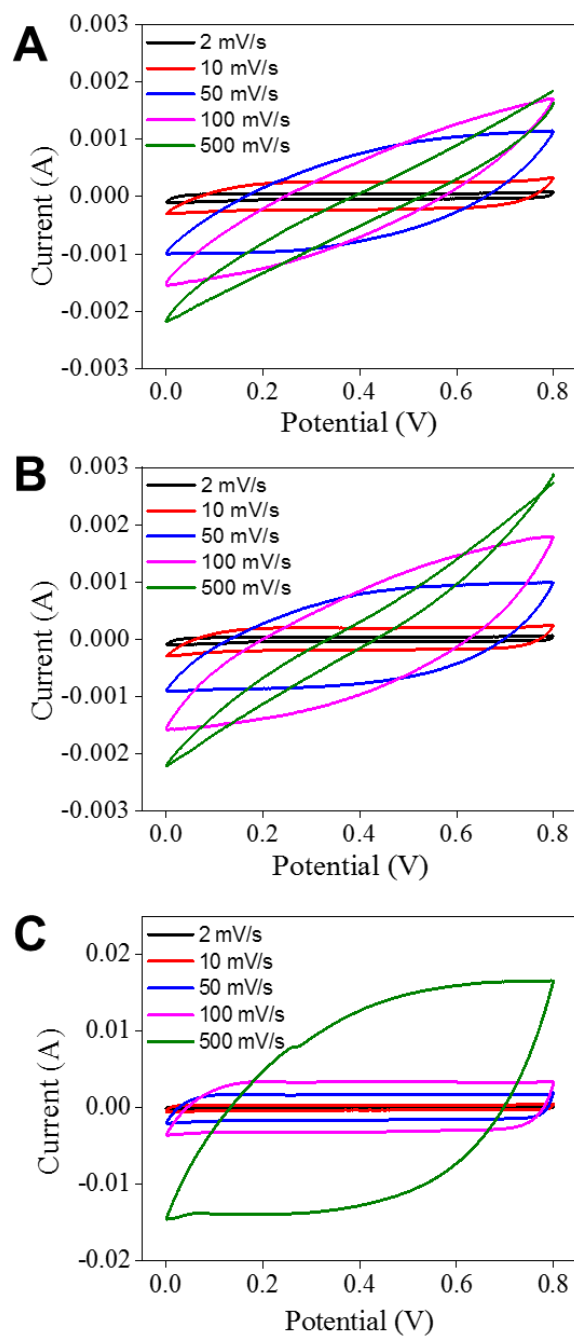 A
0.003
2 mV/s
10 mV/s
0.002
50 mV/s
100 mV/s
0.001
500 mV/s
0.000
-0.001
-0.002
-0.003
Current (A)
0.0 0.2 0.4 0.6 0.8
Potential (V)
B
0.003
2 mV/s
10 mV/s
0.002
50 mV/s
100 mV/s
0.001
500 mV/s
0.000
-0.001
-0.002
-0.003
Current (A)
0.0 0.2 0.4 0.6 0.8
Potential (V)
C
2 mV/s
0.02
10 mV/s
50 mV/s
100 mV/s
0.01
500 mV/s
0.00
-0.01
-0.02
Current (A)
0.0 0.2 0.4 0.6 0.8
Potential (V)